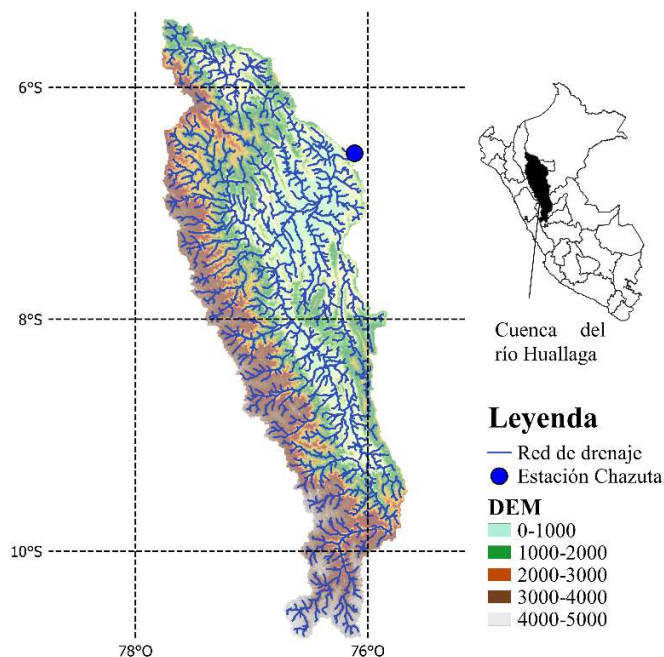 6°S
8°S
10°S
78°O
76°O
Cuenca del
río Huallaga
Leyenda
Red de drenaje
Estación Chazuta
DEM
0-1000
1000-2000
2000-3000
3000-4000
4000-5000